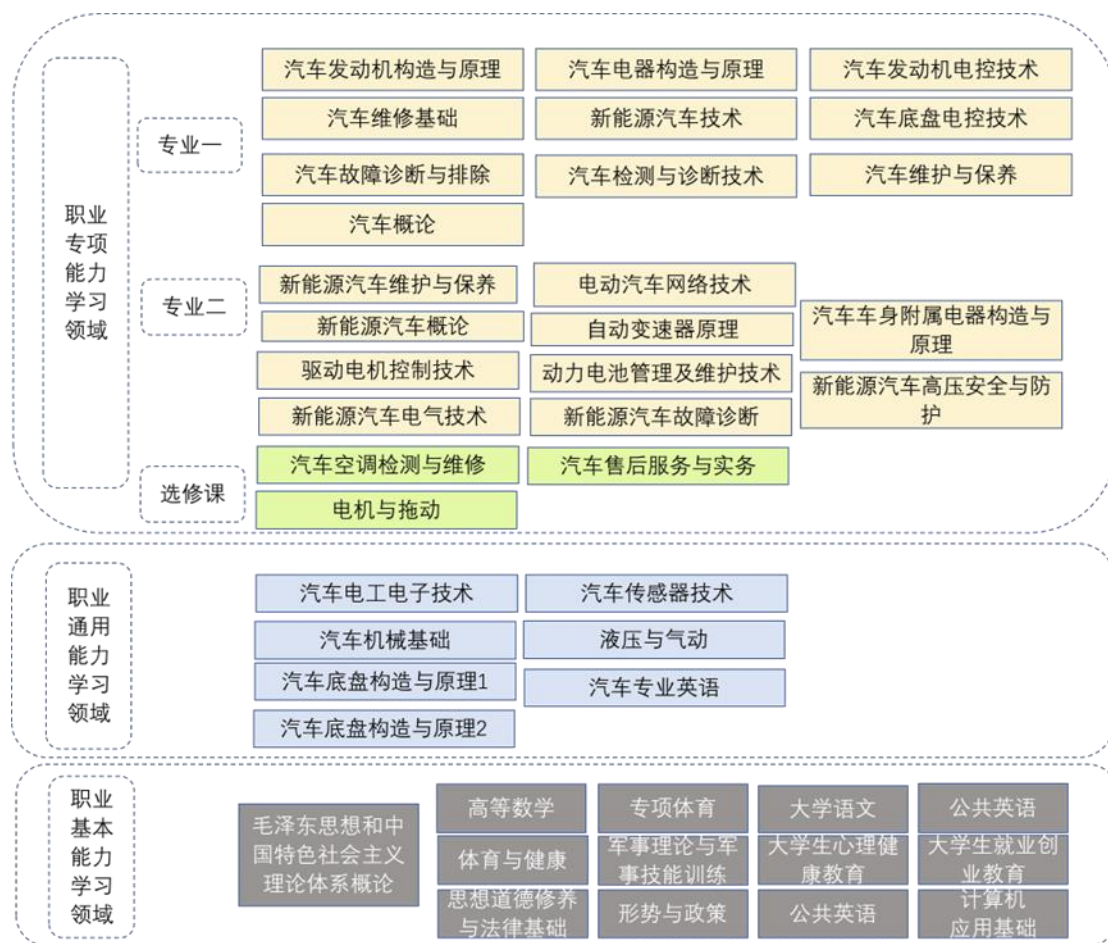 职业
专项
能力
学习
领域
专业一
汽车发动机构造与原理
汽车电器构造与原理
汽车发动机电控技术
汽车维修基础
新能源汽车技术
汽车底盘电控技术
汽车故障诊断与排除
汽车检测与诊断技术
汽车维护与保养
汽车概论
专业二
新能源汽车维护与保养
电动汽车网络技术
新能源汽车概论
自动变速器原理
汽车车身附属电器构造与
原理
驱动电机控制技术
动力电池管理及维护技术
新能源汽车高压安全与防
护
新能源汽车电气技术
新能源汽车故障诊断
选修课
汽车空调检测与维修
汽车售后服务与实务
电机与拖动
职业
通用
能力
学习
领域
汽车电工电子技术
汽车传感器技术
汽车机械基础
液压与气动
汽车底盘构造与原理1
汽车专业英语
汽车底盘构造与原理2
职业
基本
能力
学习
领域
毛泽东思想和中
国特色社会主义
理论体系概论
高等数学
专项体育
大学语文
公共英语
体育与健康
军事理论与军
事技能训练
大学生心理健
康教育
大学生就业创
业教育
思想道德修养
与法律基础
形势与政策
公共英语
计算机
应用基础